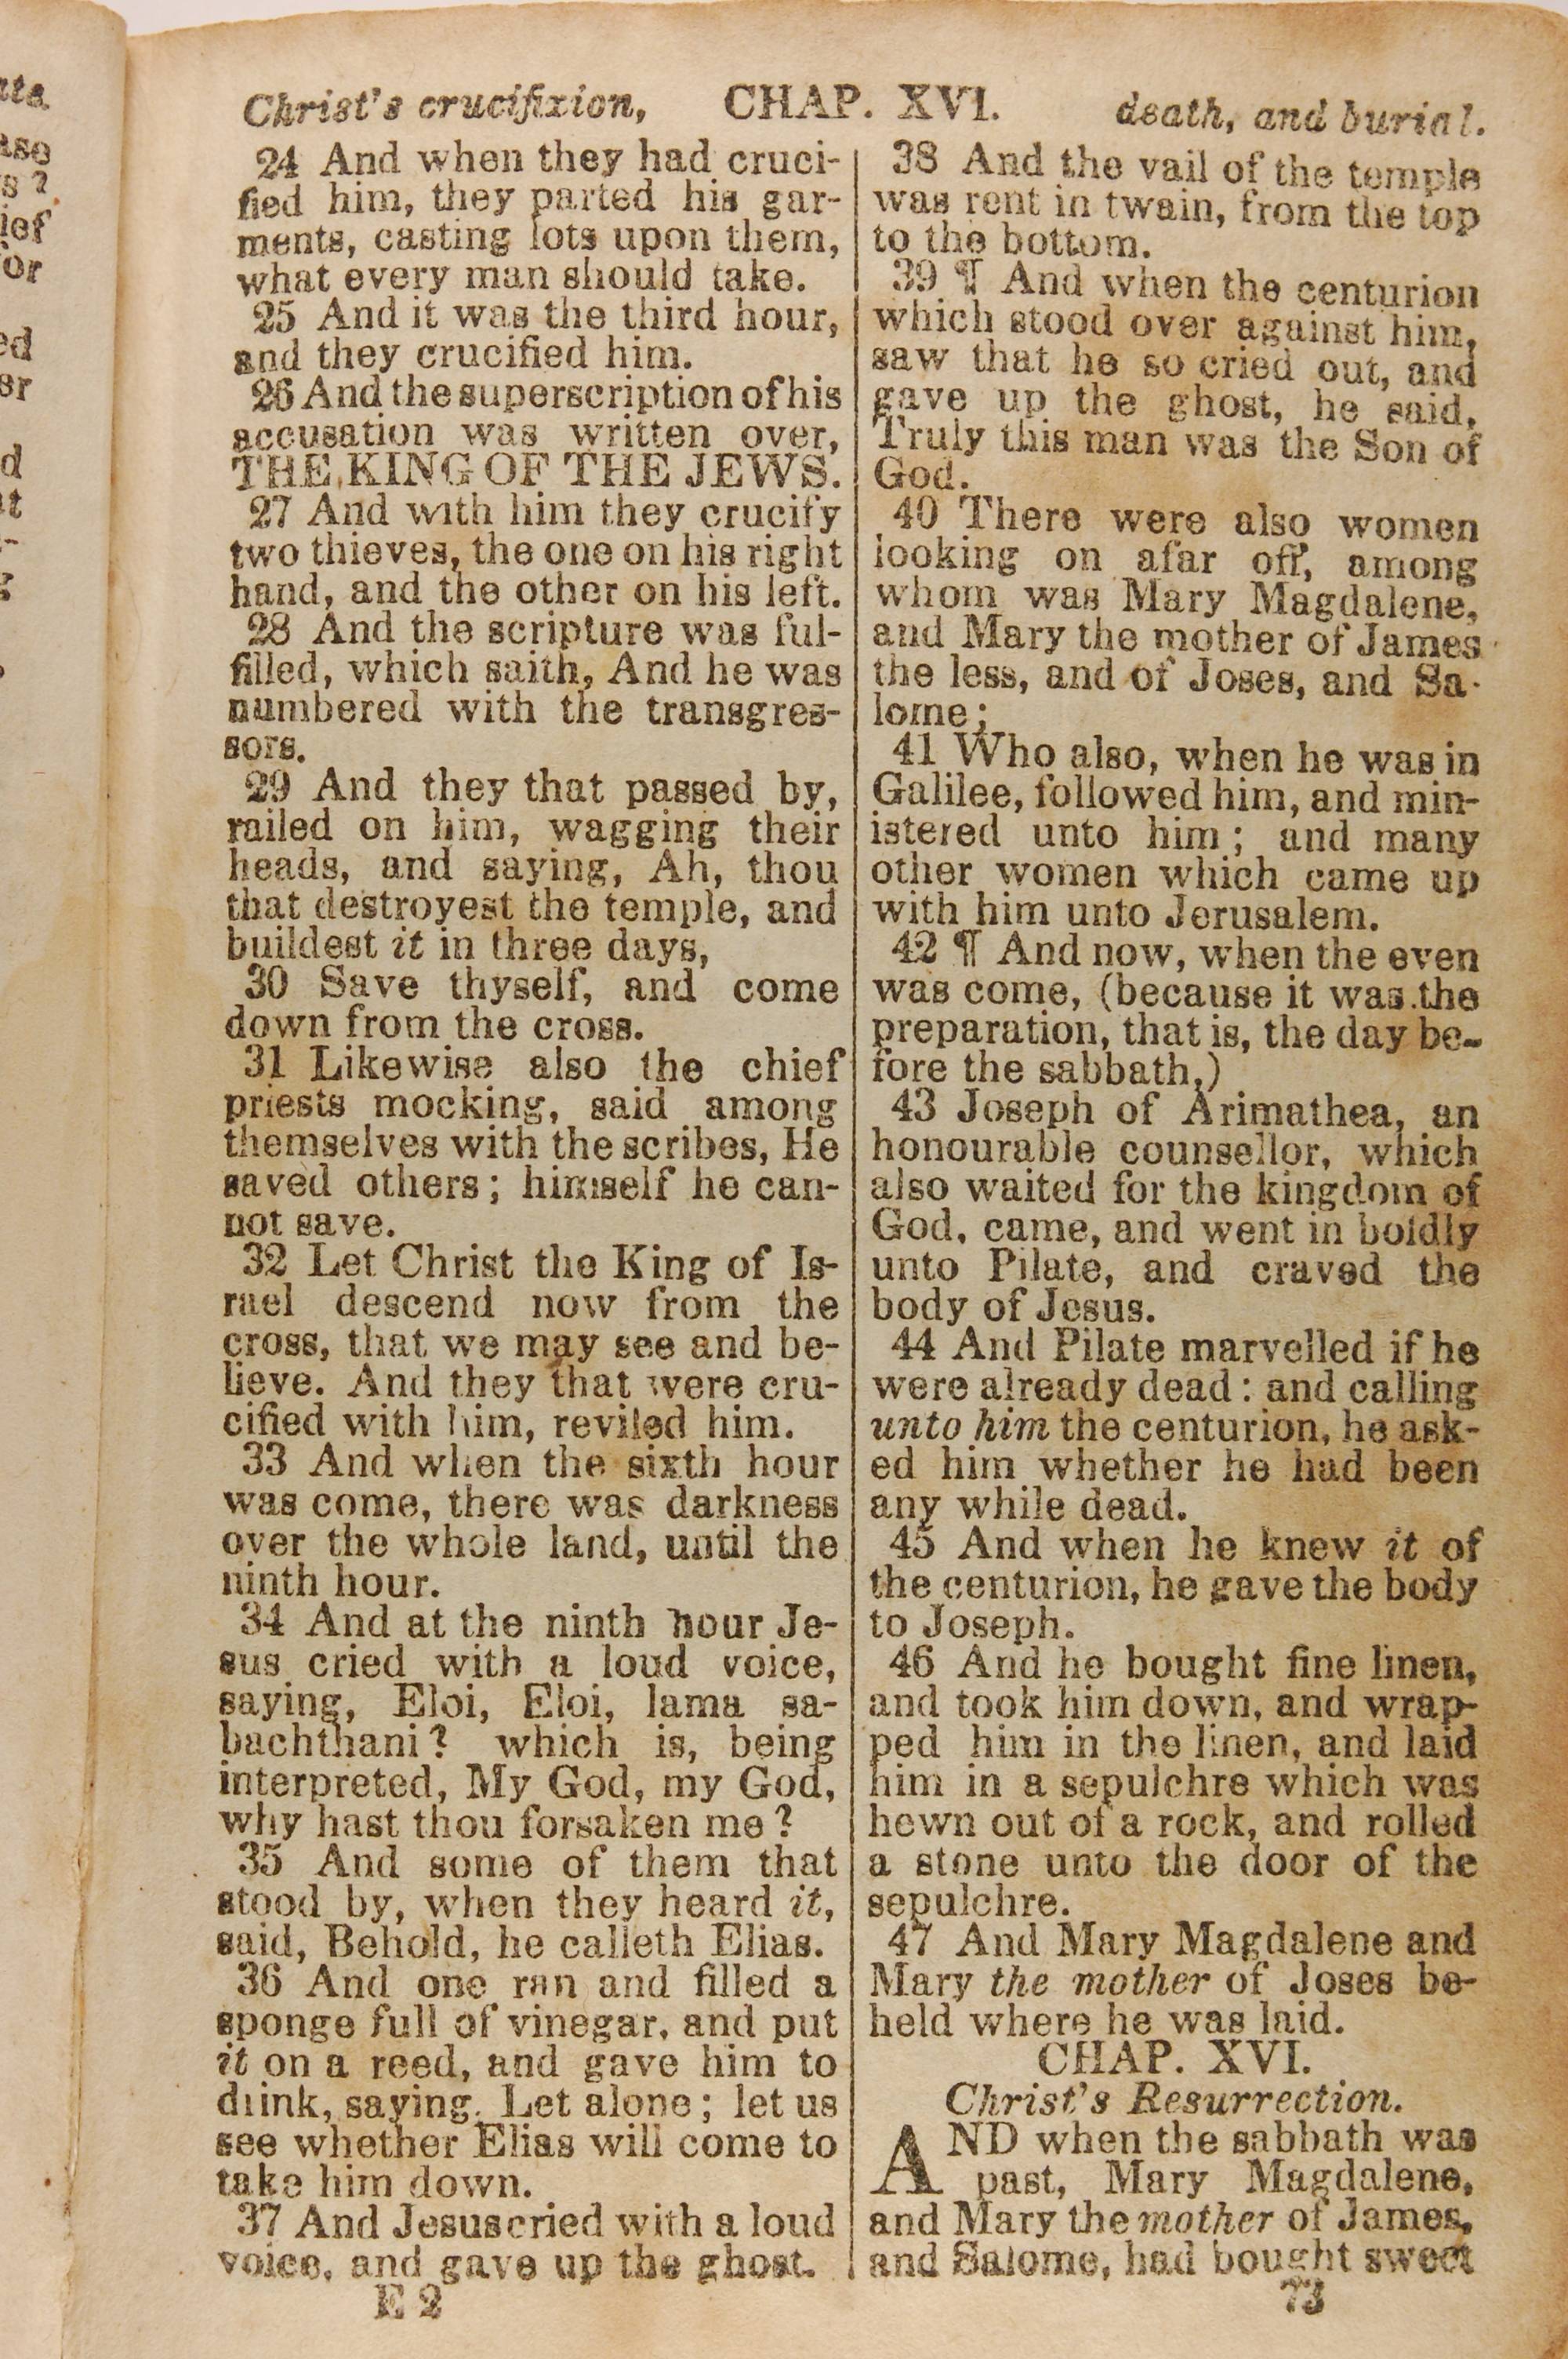 Christ's crucifixion, CHAP. XVI. death, and burial.
24 And when they had cruci-
fied him, they parted his gar-
ments, casting lots upon them,
what every man should take.
25 And it was the third hour,
and they crucified him.
26 And the superscription of his
accusation was written over,
THE KING OF THE JEWS.
27 And with him they crucify
two thieves, the one on his right
hand, and the other on his left.
28 And the scripture was ful-
filled, which saith, And he was
numbered with the transgres-
sors.
29 And they that passed by,
railed on him, wagging their
heads, and saying, Ah, thou
that destroyest the temple, and
buildest it in three days,
30 Save thyself, and come
down from the cross.
31 Likewise also the chief
priests mocking, said among
themselves with the scribes, He
saved others; himself he can-
not save.
32 Let Christ the King of Is-
rael descend now from the
cross, that we may see and be-
lieve. And they that were cru-
cified with him, reviled him.
33 And when the sixth hour
was come, there was darkness
over the whole land, until the
ninth hour.
34 And at the ninth hour Je-
sus cried with a loud voice,
saying, Eloi, Eloi, lama sa-
bachthani? which is, being
interpreted, My God, my God,
why hast thou forsaken me?
35 And some of them that
stood by, when they heard it,
said, Behold, he calleth Elias.
36 And one ran and filled a
sponge full of vinegar, and put
it on a reed, and gave him to
drink, saying, Let alone; let us
see whether Elias will come to
take him down.
37 And Jesus cried with a loud
voice, and gave up the ghost.
E 2
38 And the vail of the temple
was rent in twain, from the top
to the bottom.
39 ¶ And when the centurion
which stood over against him,
saw that he so cried out, and
gave up the ghost, he said,
Truly this man was the Son of
God.
40 There were also women
looking on afar off, among
whom was Mary Magdalene,
and Mary the mother of James
the less, and of Joses, and Sa-
lome;
41 Who also, when he was in
Galilee, followed him, and min-
istered unto him; and many
other women which came up
with him unto Jerusalem.
42 ¶ And now, when the even
was come, (because it was the
preparation, that is, the day be-
fore the sabbath,)
43 Joseph of Arimathea, an
honourable counsellor, which
also waited for the kingdom of
God, came, and went in boldly
unto Pilate, and craved the
body of Jesus.
44 And Pilate marvelled if he
were already dead: and calling
unto him the centurion, he ask-
ed him whether he had been
any while dead.
45 And when he knew it of
the centurion, he gave the body
to Joseph.
46 And he bought fine linen,
and took him down, and wrap-
ped him in the linen, and laid
him in a sepulchre which was
hewn out of a rock, and rolled
a stone unto the door of the
sepulchre.
47 And Mary Magdalene and
Mary the mother of Joses be-
held where he was laid.
CHAP. XVI.
Christ's Resurrection.
AND when the sabbath was
past, Mary Magdalene,
and Mary the mother of James,
and Salome, had bought sweet
73